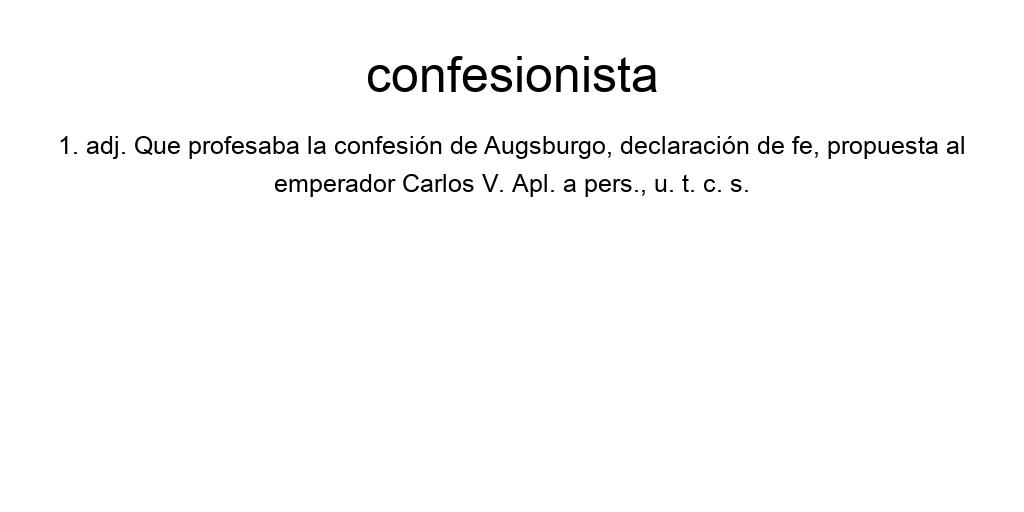 confesionista
1. adj. Que profesaba la confesión de Augsburgo, declaración de fe, propuesta al
emperador Carlos V. Apl. a pers., u. t. c. s.